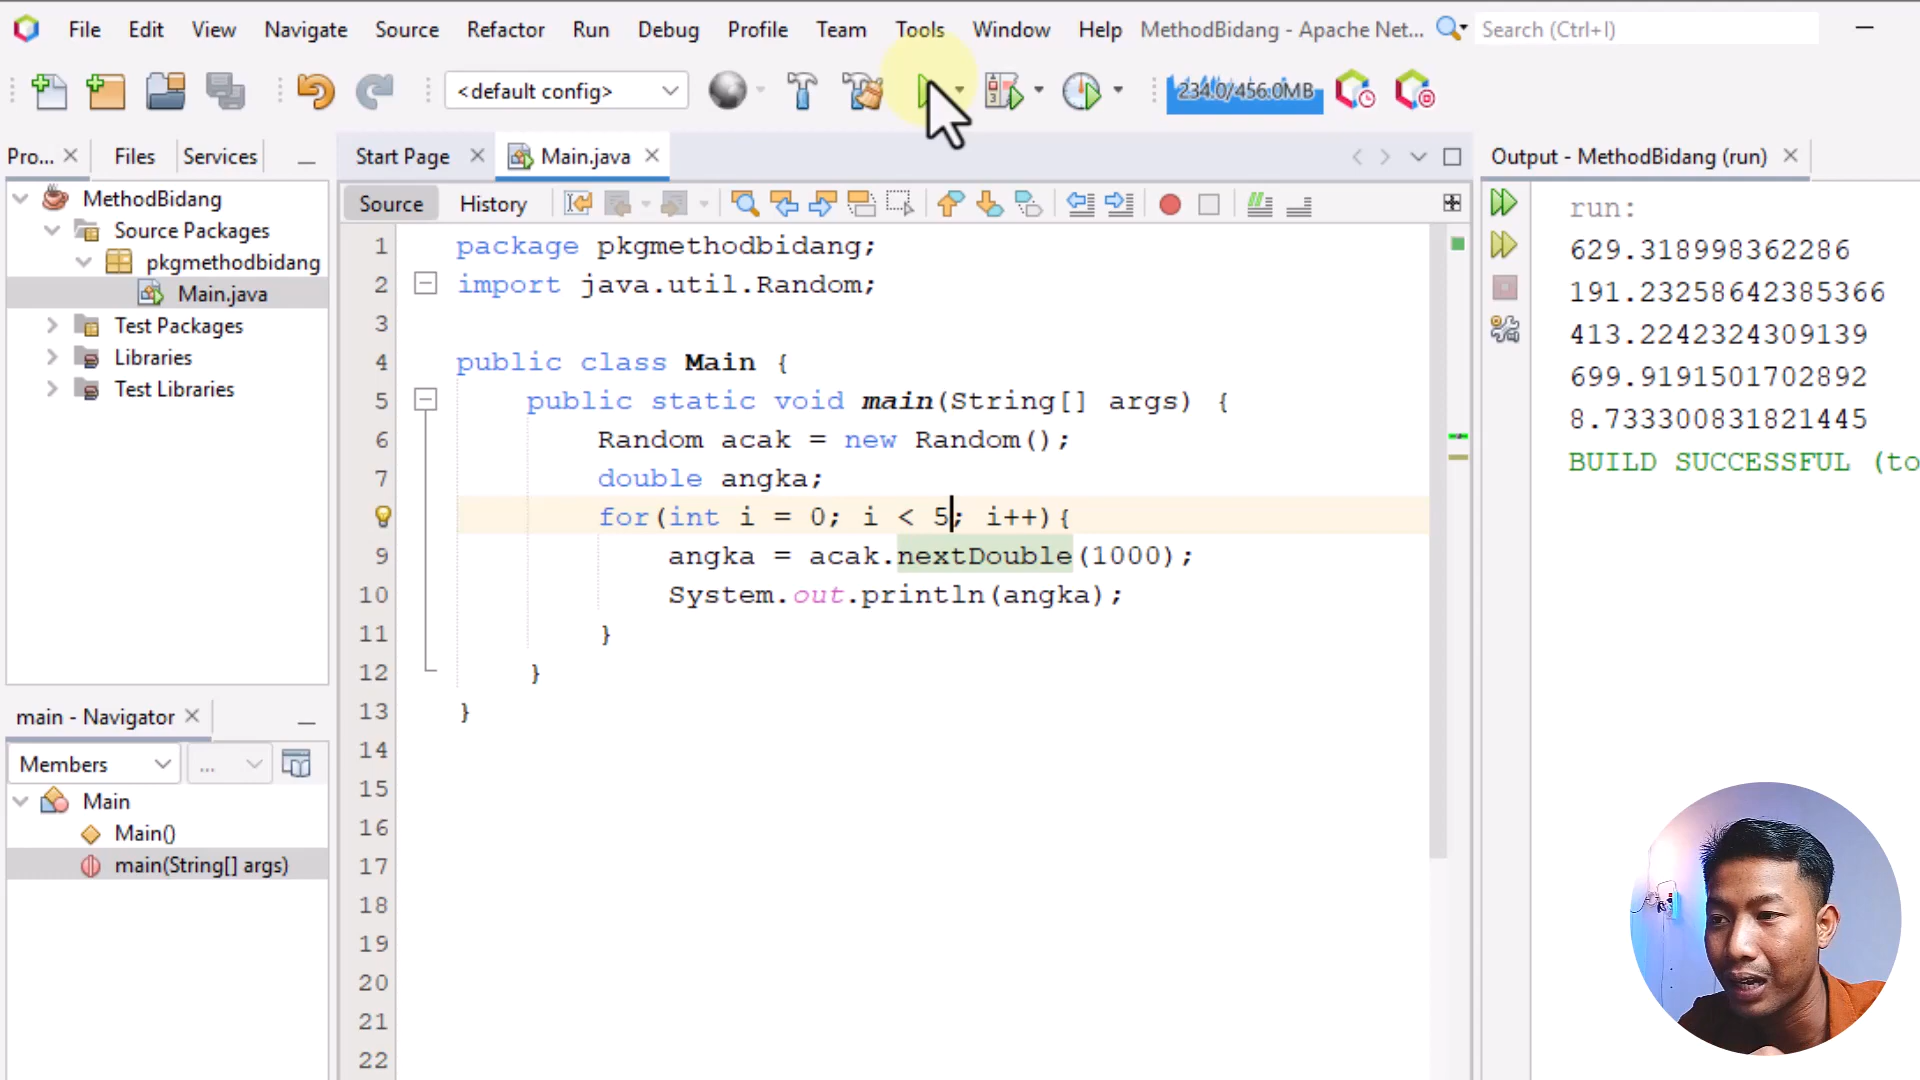 File Edit View Navigate Source Refactor Run Debug Profile Team Tools Window Help MethodBidang - Apache Net... Search (Ctrl+I)
<default config> 234.0/456.0MB
Pro... Files Services
MethodBidang
Source Packages
pkgmethodbidang
Main.java
Test Packages
Libraries
Test Libraries
main - Navigator
Members ...
Main
Main()
main(String[] args)
Start Page Main.java
Source History
1 package pkgmethodbidang;
2 import java.util.Random;
3
4 public class Main {
5 public static void main(String[] args) {
6 Random acak = new Random();
7 double angka;
for(int i = 0; i < 5; i++){
9 angka = acak.nextDouble(1000);
10 System.out.println(angka);
11 }
12 }
13 }
14
15
16
17
18
19
20
21
22
Output - MethodBidang (run)
run:
629.318998362286
191.23258642385366
413.2242324309139
699.9191501702892
8.733300831821445
BUILD SUCCESSFUL (to